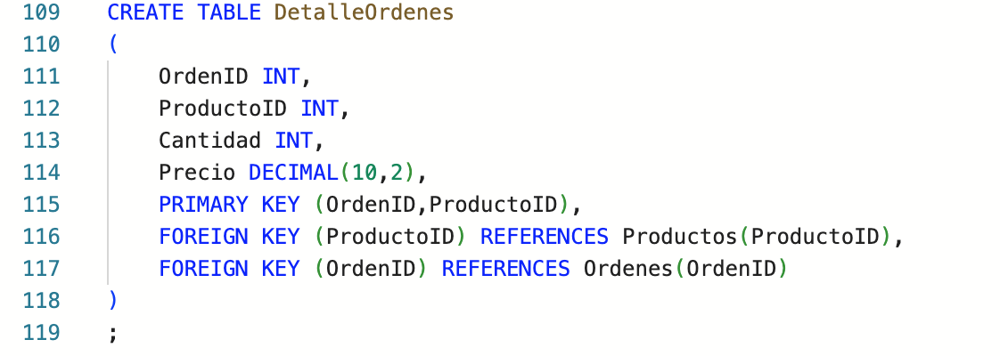 109 CREATE TABLE DetalleOrdenes
110 (
111 OrdenID INT,
112 ProductoID INT,
113 Cantidad INT,
114 Precio DECIMAL(10,2),
115 PRIMARY KEY (OrdenID,ProductoID),
116 FOREIGN KEY (ProductoID) REFERENCES Productos(ProductoID),
117 FOREIGN KEY (OrdenID) REFERENCES Ordenes(OrdenID)
118 )
119 ;